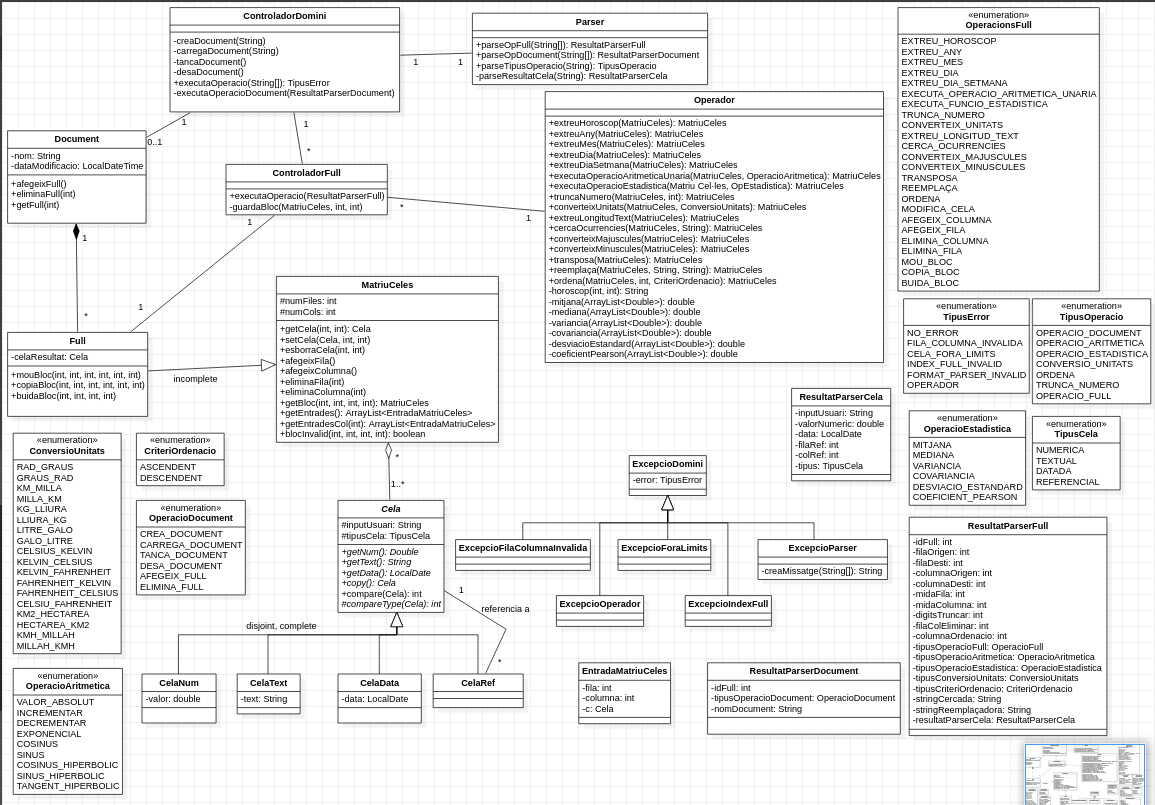 ControladorDomini
-creaDocument(String)
-carregaDocument(String)
-tancaDocument()
-desaDocument()
+executaOperacio(String[]): TipusError
-executaOperacioDocument(ResultatParserDocument)
1
1
Parser
+parseOpFull(String[]): ResultatParserFull
+parseOpDocument(String[]): ResultatParserDocument
+parseTipusOperacio(String): TipusOperacio
-parseResultatCela(String): ResultatParserCela
«enumeration»
OperacionsFull
EXTREU_HOROSCOP
EXTREU_ANY
EXTREU_MES
EXTREU_DIA
EXTREU_DIA_SETMANA
EXECUTA_OPERACIO_ARITMETICA_UNARIA
EXECUTA_FUNCIO_ESTADISTICA
TRUNCA_NUMERO
CONVERTEIX_UNITATS
EXTREU_LONGITUD_TEXT
CERCA_OCURRENCIES
CONVERTEIX_MAJUSCULES
CONVERTEIX_MINUSCULES
TRANSPOSA
REEMPLAÇA
ORDENA
MODIFICA_CELA
AFEGEIX_COLUMNA
AFEGEIX_FILA
ELIMINA_COLUMNA
ELIMINA_FILA
MOU_BLOC
COPIA_BLOC
BUIDA_BLOC
Operador
+extreuHoroscop(MatriuCeles): MatriuCeles
+extreuAny(MatriuCeles): MatriuCeles
+extreuMes(MatriuCeles): MatriuCeles
+extreuDia(MatriuCeles): MatriuCeles
+extreuDiaSetmana(MatriuCeles): MatriuCeles
+executaOperacioAritmeticaUnaria(MatriuCeles, OperacioAritmetica): MatriuCeles
+executaOperacioEstadistica(Matriu Cel·les, OpEstadistica): MatriuCeles
+truncaNumero(MatriuCeles, int): MatriuCeles
+converteixUnitats(MatriuCeles, ConversioUnitats): MatriuCeles
+extreuLongitudText(MatriuCeles): MatriuCeles
+cercaOcurrencies(MatriuCeles, String): MatriuCeles
+converteixMajuscules(MatriuCeles): MatriuCeles
+converteixMinuscules(MatriuCeles): MatriuCeles
+transposa(MatriuCeles): MatriuCeles
+reemplaça(MatriuCeles, String, String): MatriuCeles
+ordena(MatriuCeles, int, CriteriOrdenacio): MatriuCeles
-horoscop(int, int): String
-mitjana(ArrayList<Double>): double
-mediana(ArrayList<Double>): double
-variancia(ArrayList<Double>): double
-covariancia(ArrayList<Double>): double
-desviacioEstandard(ArrayList<Double>): double
-coeficientPearson(ArrayList<Double>): double
1
0..1
1
*
Document
-nom: String
-dataModificacio: LocalDateTime
+afegeixFull()
+eliminaFull(int)
+getFull(int)
ControladorFull
+executaOperacio(ResultatParserFull)
-guardaBloc(MatriuCeles, int, int)
*
1
1
1
1
*
MatriuCeles
#numFiles: int
#numCols: int
+getCela(int, int): Cela
+setCela(Cela, int, int)
+esborraCela(int, int)
+afegeixFila()
+afegeixColumna()
+eliminaFila(int)
+eliminaColumna(int)
+getBloc(int, int, int, int): MatriuCeles
+getEntrades(): ArrayList<EntradaMatriuCeles>
+getEntradesCol(int): ArrayList<EntradaMatriuCeles>
+blocInvalid(int, int, int, int): boolean
Full
-celaResultat: Cela
+mouBloc(int, int, int, int, int, int)
+copiaBloc(int, int, int, int, int, int)
+buidaBloc(int, int, int, int)
incomplete
«enumeration»
TipusError
NO_ERROR
FILA_COLUMNA_INVALIDA
CELA_FORA_LIMITS
INDEX_FULL_INVALID
FORMAT_PARSER_INVALID
OPERADOR
«enumeration»
TipusOperacio
OPERACIO_DOCUMENT
OPERACIO_ARITMETICA
OPERACIO_ESTADISTICA
CONVERSIO_UNITATS
ORDENA
TRUNCA_NUMERO
OPERACIO_FULL
ResultatParserCela
-inputUsuari: String
-valorNumeric: double
-data: LocalDate
-filaRef: int
-colRef: int
-tipus: TipusCela
«enumeration»
OperacioEstadistica
MITJANA
MEDIANA
VARIANCIA
COVARIANCIA
DESVIACIO_ESTANDARD
COEFICIENT_PEARSON
«enumeration»
TipusCela
NUMERICA
TEXTUAL
DATADA
REFERENCIAL
«enumeration»
ConversioUnitats
RAD_GRAUS
GRAUS_RAD
KM_MILLA
MILLA_KM
KG_LLIURA
LLIURA_KG
LITRE_GALO
GALO_LITRE
CELSIUS_KELVIN
KELVIN_CELSIUS
KELVIN_FAHRENHEIT
FAHRENHEIT_KELVIN
FAHRENHEIT_CELSIUS
CELSIU_FAHRENHEIT
KM2_HECTAREA
HECTAREA_KM2
KMH_MILLAH
MILLAH_KMH
«enumeration»
CriteriOrdenacio
ASCENDENT
DESCENDENT
«enumeration»
OperacioDocument
CREA_DOCUMENT
CARREGA_DOCUMENT
TANCA_DOCUMENT
DESA_DOCUMENT
AFEGEIX_FULL
ELIMINA_FULL
*
1..*
Cela
#inputUsuari: String
#tipusCela: TipusCela
+getNum(): Double
+getText(): String
+getData(): LocalDate
+copy(): Cela
+compare(Cela): int
#compareType(Cela): int
1
referencia a
*
disjoint, complete
ExcepcioDomini
-error: TipusError
ExcepcioFilaColumnaInvalida
ExcepcioForaLimits
ExcepcioParser
-creaMissatge(String[]): String
ExcepcioOperador
ExcepcioIndexFull
ResultatParserFull
-idFull: int
-filaOrigen: int
-filaDesti: int
-columnaOrigen: int
-columnaDesti: int
-midaFila: int
-midaColumna: int
-digitsTruncar: int
-filaColEliminar: int
-columnaOrdenacio: int
-tipusOperacioFull: OperacioFull
-tipusOperacioAritmetica: OperacioAritmetica
-tipusOperacioEstadistica: OperacioEstadistica
-tipusConversioUnitats: ConversioUnitats
-tipusCriteriOrdenacio: CriteriOrdenacio
-stringCercada: String
-stringReemplaçadora: String
-resultatParserCela: ResultatParserCela
«enumeration»
OperacioAritmetica
VALOR_ABSOLUT
INCREMENTAR
DECREMENTAR
EXPONENCIAL
COSINUS
SINUS
COSINUS_HIPERBOLIC
SINUS_HIPERBOLIC
TANGENT_HIPERBOLIC
CelaNum
-valor: double
CelaText
-text: String
CelaData
-data: LocalDate
CelaRef
EntradaMatriuCeles
-fila: int
-columna: int
-c: Cela
ResultatParserDocument
-idFull: int
-tipusOperacioDocument: OperacioDocument
-nomDocument: String